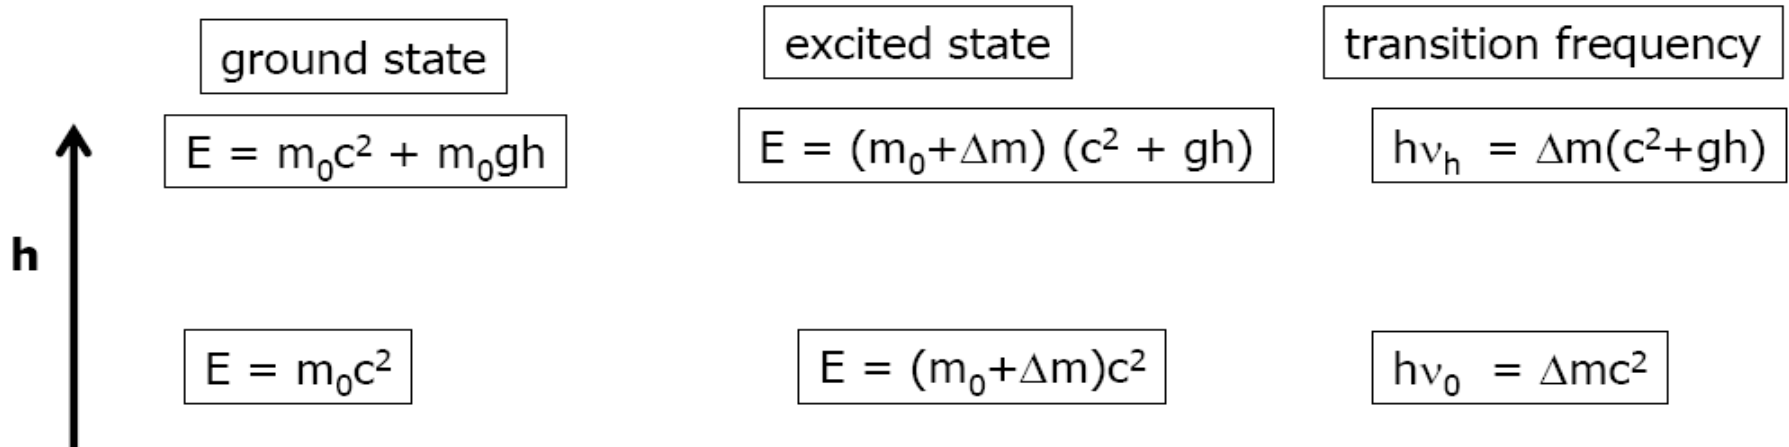 ground state
excited state
transition frequency
E = m₀c² + m₀gh
E = (m₀+Δm) (c² + gh)
hν_h = Δm(c²+gh)
h
E = m₀c²
E = (m₀+Δm)c²
hν₀ = Δmc²